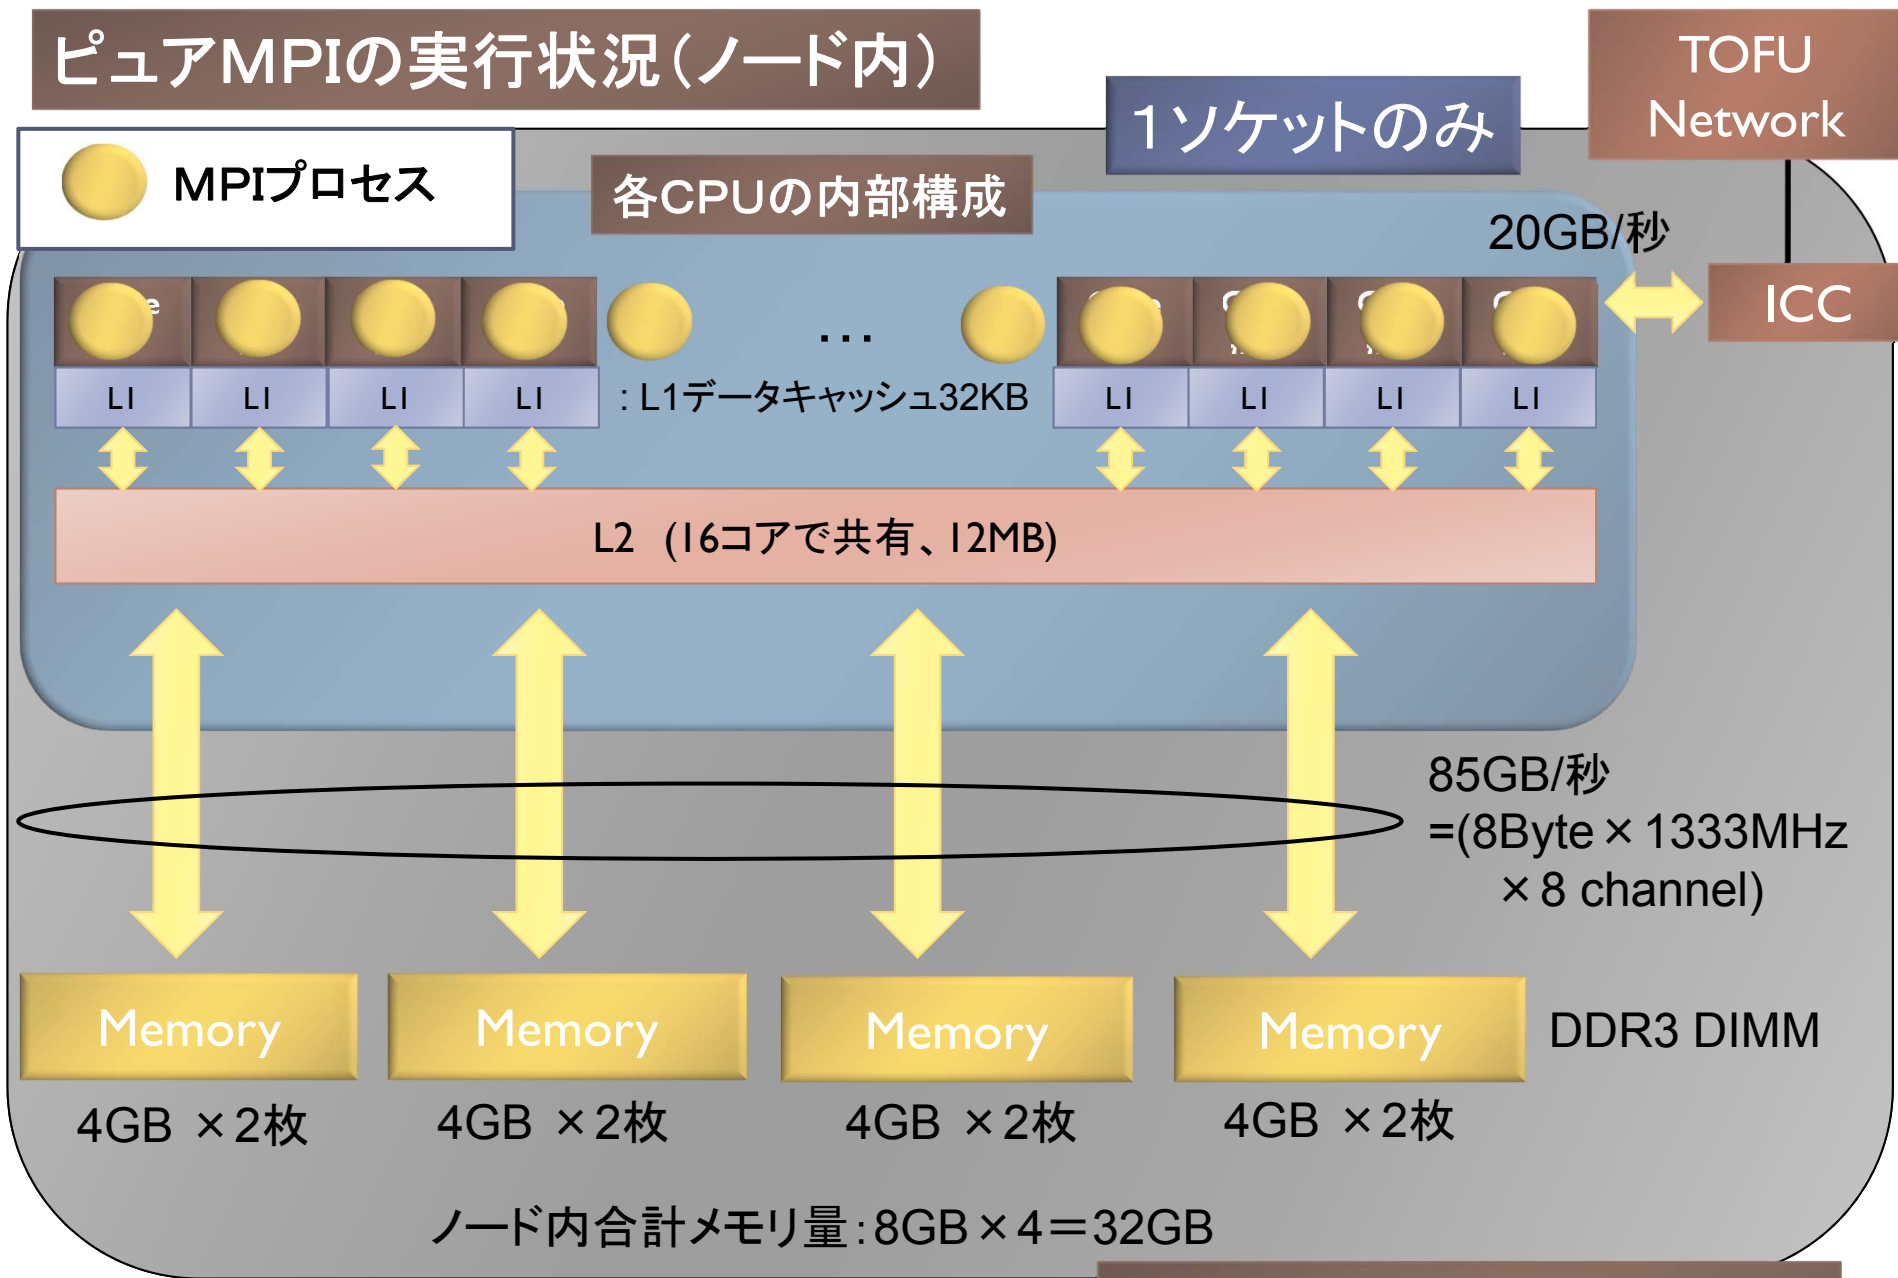 ピュアMPIの実行状況(ノード内)
TOFU
Network
1ソケットのみ
MPIプロセス
各CPUの内部構成
20GB/秒
ICC
…
L1
L1
L1
L1
:L1データキャッシュ32KB
L1
L1
L1
L1
L2 (16コアで共有、12MB)
85GB/秒
=(8Byte×1333MHz
×8 channel)
Memory
Memory
Memory
Memory
DDR3 DIMM
4GB ×2枚
4GB ×2枚
4GB ×2枚
4GB ×2枚
ノード内合計メモリ量:8GB×4=32GB